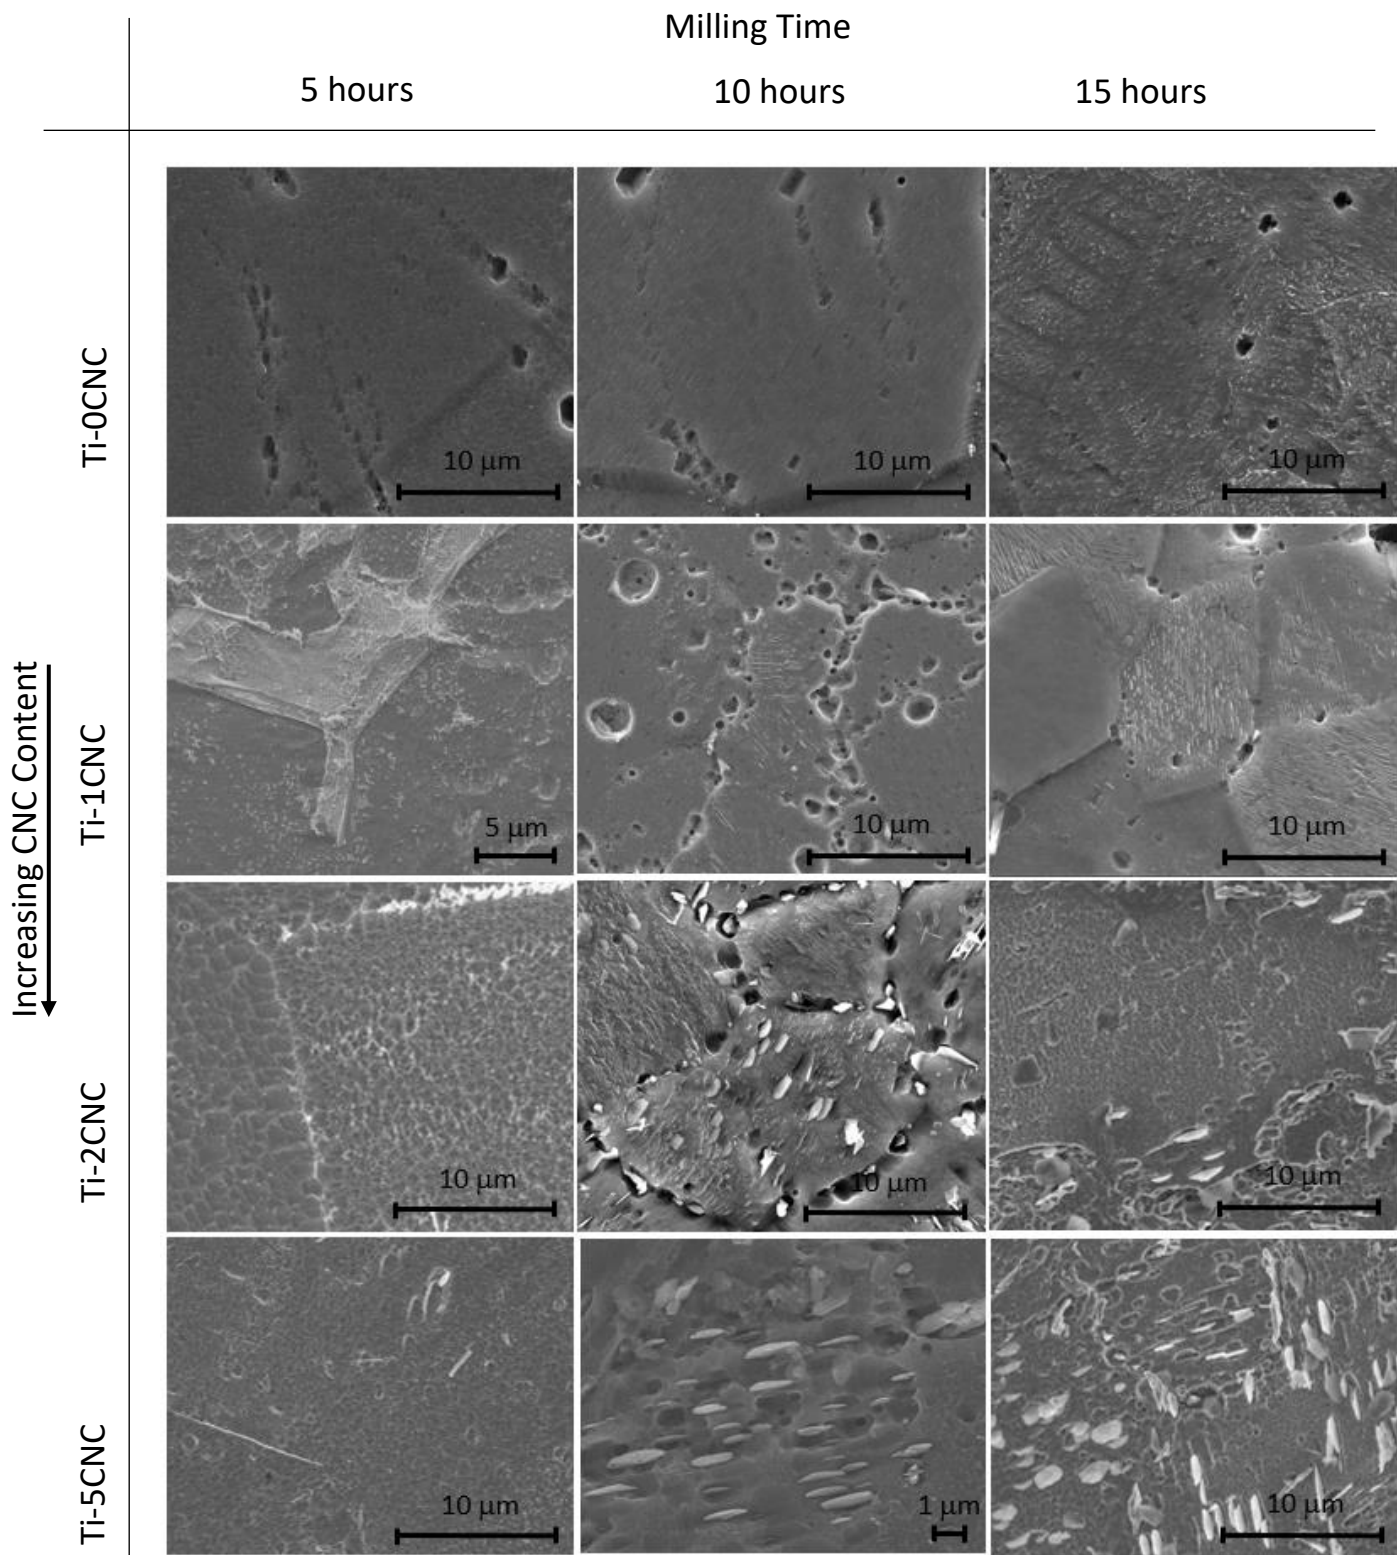 Milling Time
5 hours 10 hours 15 hours
Increasing CNC Content
Ti-0CNC
10 µm 10 µm 10 µm
Ti-1CNC
5 µm 10 µm 10 µm
Ti-2CNC
10 µm 10 µm 10 µm
Ti-5CNC
10 µm 1 µm 10 µm